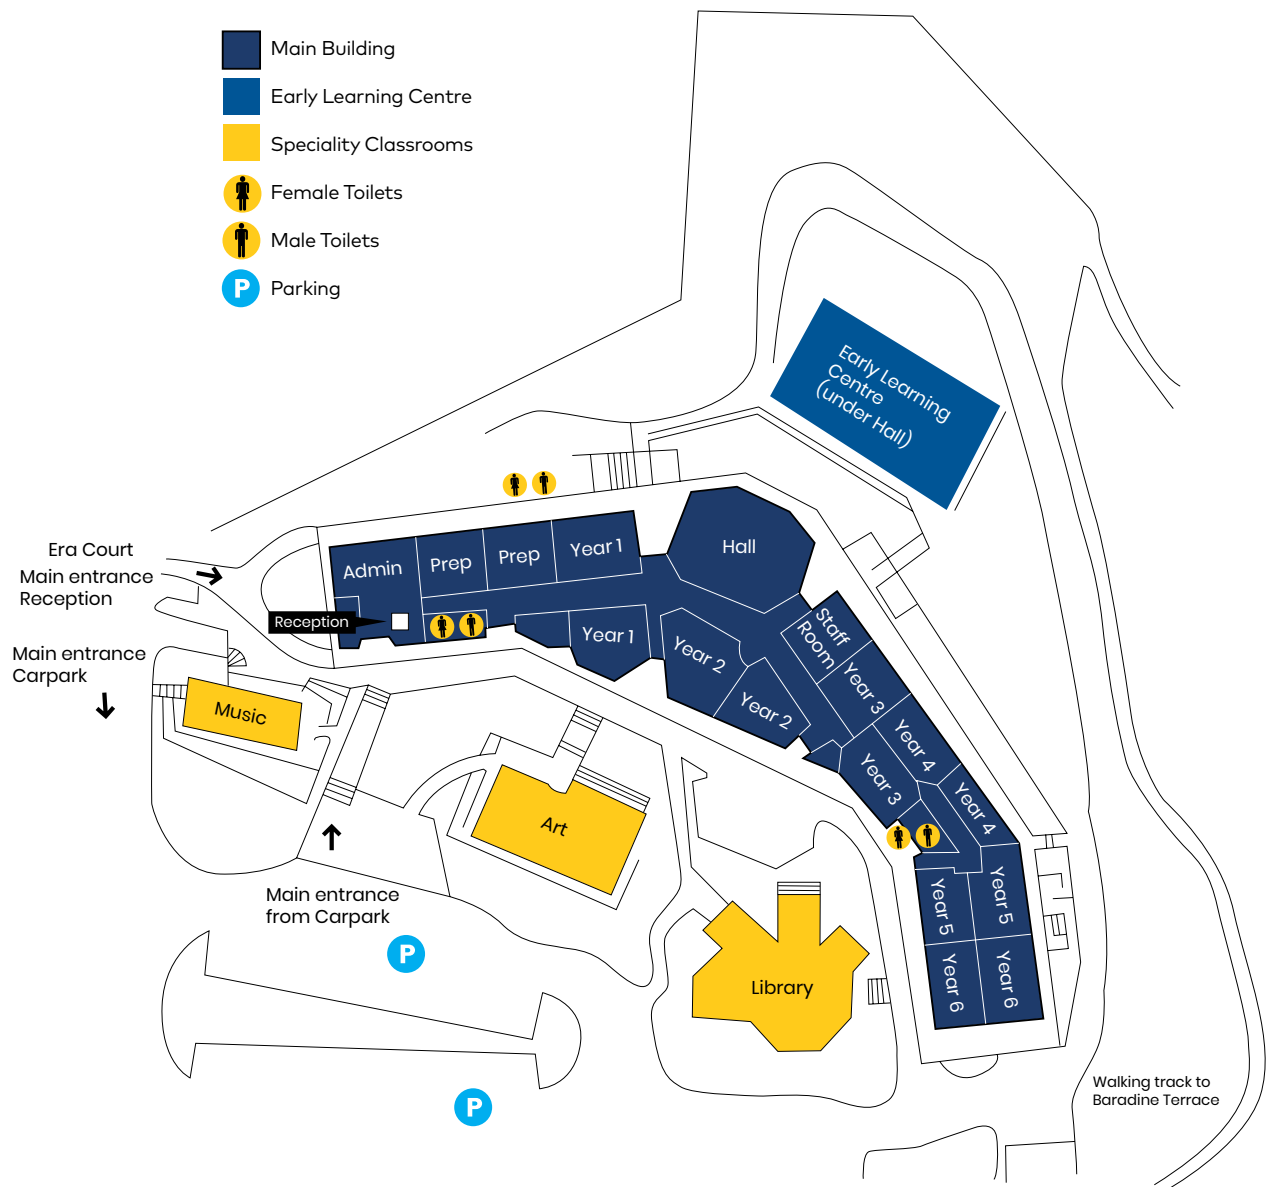 Main Building
Early Learning Centre
Speciality Classrooms
Female Toilets
Male Toilets
P
Parking
Early Learning
Centre
(under Hall)
Era Court
Main entrance
Reception
Main entrance
Carpark
Admin
Prep
Prep
Year 1
Hall
Reception
Year 1
Year 2
Year 2
Staff
Room
Year 3
Year 4
Year 3
Year 4
Year 5
Year 5
Year 6
Year 6
Music
Art
Library
Main entrance
from Carpark
P
P
Walking track to
Baradine Terrace